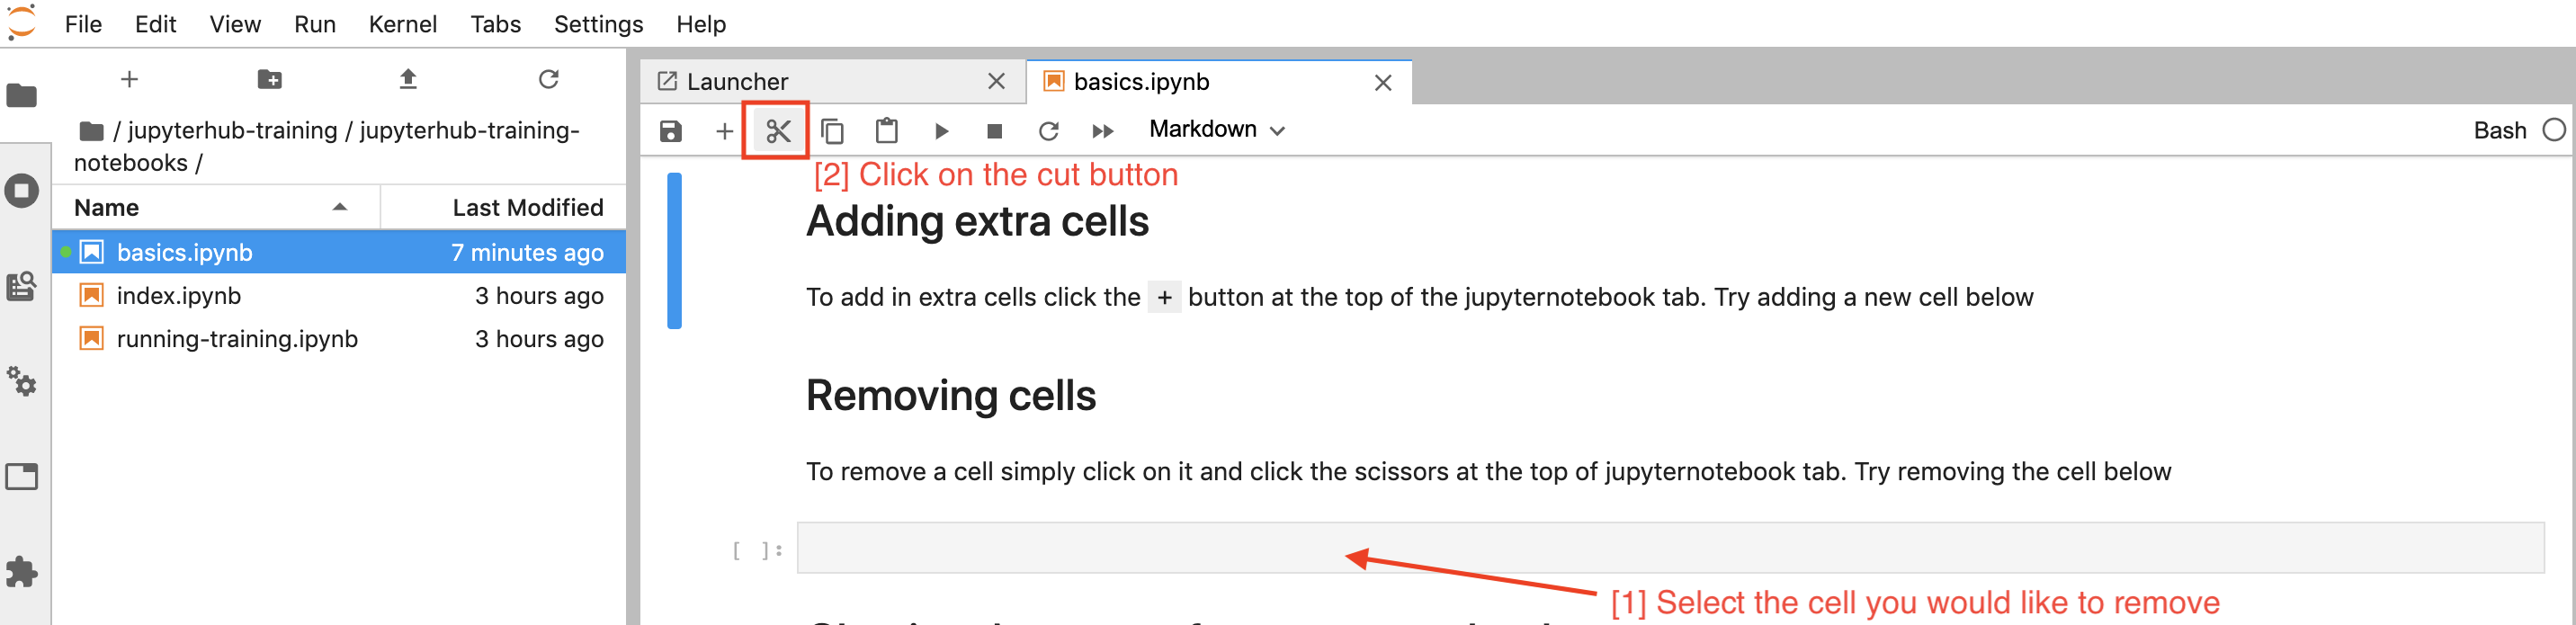 File Edit View Run Kernel Tabs Settings Help
/ jupyterhub-training / jupyterhub-training-
notebooks /
Name Last Modified
basics.ipynb 7 minutes ago
index.ipynb 3 hours ago
running-training.ipynb 3 hours ago
Launcher basics.ipynb
Markdown Bash
[2] Click on the cut button
Adding extra cells
To add in extra cells click the + button at the top of the jupyternotebook tab. Try adding a new cell below
Removing cells
To remove a cell simply click on it and click the scissors at the top of jupyternotebook tab. Try removing the cell below
[ ]:
[1] Select the cell you would like to remove